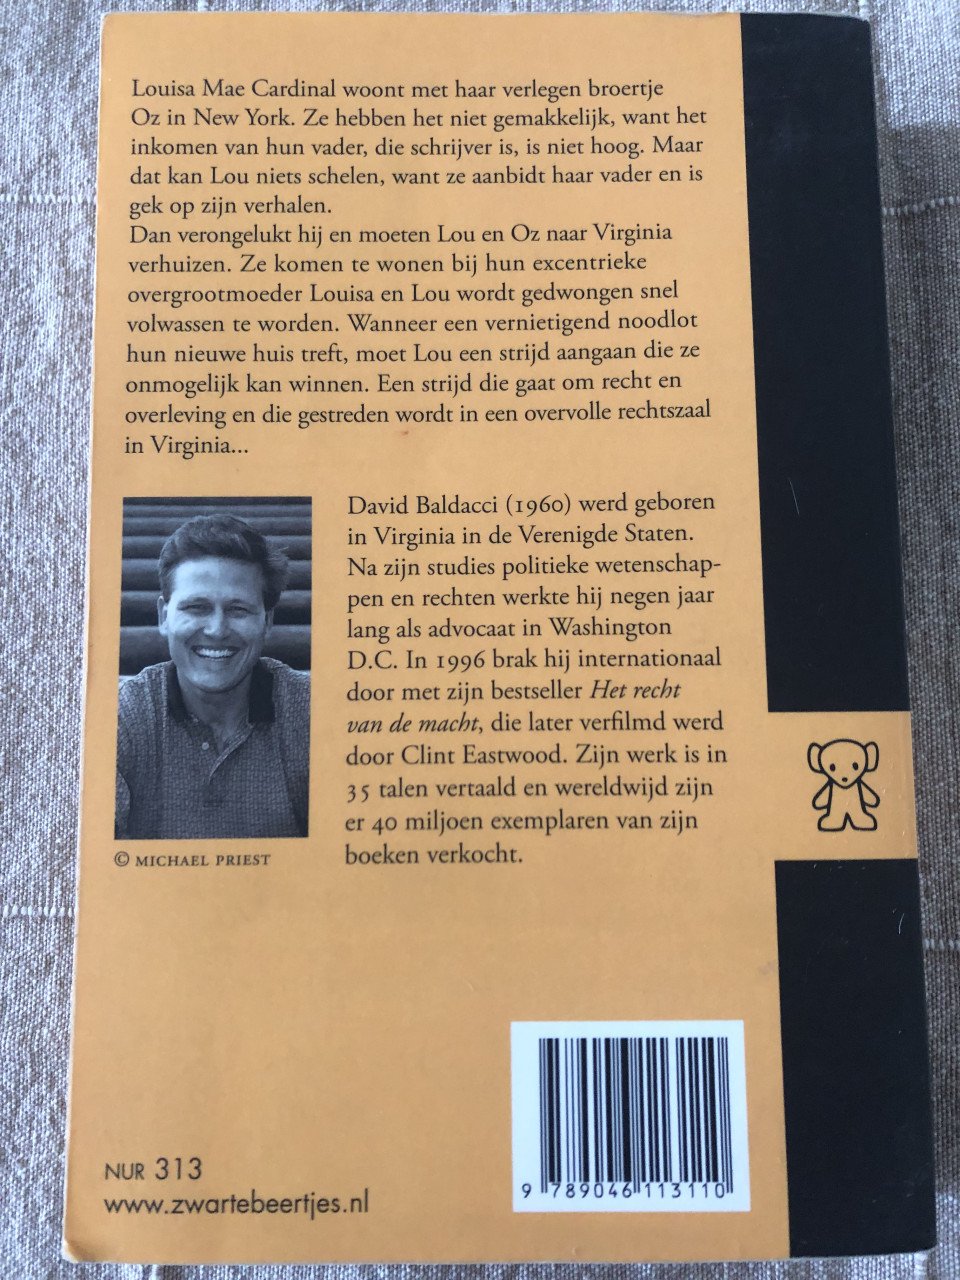 Louisa Mae Cardinal woont met haar verlegen broertje
Oz in New York. Ze hebben het niet gemakkelijk, want het
inkomen van hun vader, die schrijver is, is niet hoog. Maar
dat kan Lou niets schelen, want ze aanbidt haar vader en is
gek op zijn verhalen.
Dan verongelukt hij en moeten Lou en Oz naar Virginia
verhuizen. Ze komen te wonen bij hun excentrieke
overgrootmoeder Louisa en Lou wordt gedwongen snel
volwassen te worden. Wanneer een vernietigend noodlot
hun nieuwe huis treft, moet Lou een strijd aangaan die ze
onmogelijk kan winnen. Een strijd die gaat om recht en
overleving en die gestreden wordt in een overvolle rechtszaal
in Virginia...
David Baldacci (1960) werd geboren
in Virginia in de Verenigde Staten.
Na zijn studies politieke wetenschap-
pen en rechten werkte hij negen jaar
lang als advocaat in Washington
D.C. In 1996 brak hij internationaal
door met zijn bestseller Het recht
van de macht, die later verfilmd werd
door Clint Eastwood. Zijn werk is in
35 talen vertaald en wereldwijd zijn
er 40 miljoen exemplaren van zijn
boeken verkocht.
© MICHAEL PRIEST
NUR 313
www.zwartebeertjes.nl
9 789046 113110